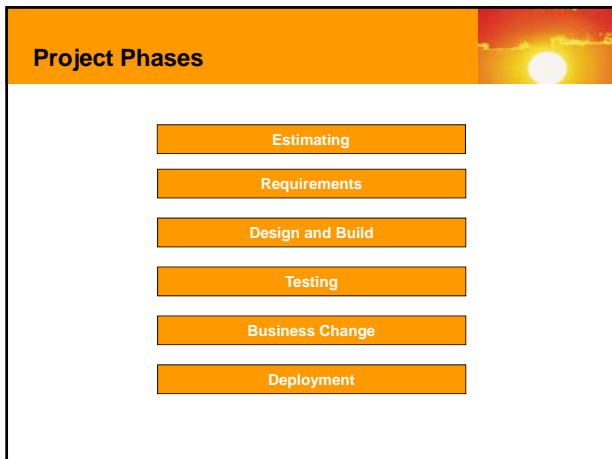 Project Phases
Estimating
Requirements
Design and Build
Testing
Business Change
Deployment